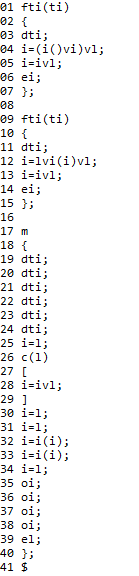 01 fti(ti)
02 {
03 dti;
04 i=(i()vi)vl;
05 i=ivl;
06 ei;
07 };
08
09 fti(ti)
10 {
11 dti;
12 i=lvi(i)vl;
13 i=ivl;
14 ei;
15 };
16
17 m
18 {
19 dti;
20 dti;
21 dti;
22 dti;
23 dti;
24 dti;
25 i=l;
26 c(l)
27 [
28 i=ivl;
29 ]
30 i=l;
31 i=l;
32 i=i(i);
33 i=i(i);
34 i=l;
35 oi;
36 oi;
37 oi;
38 oi;
39 el;
40 };
41 $